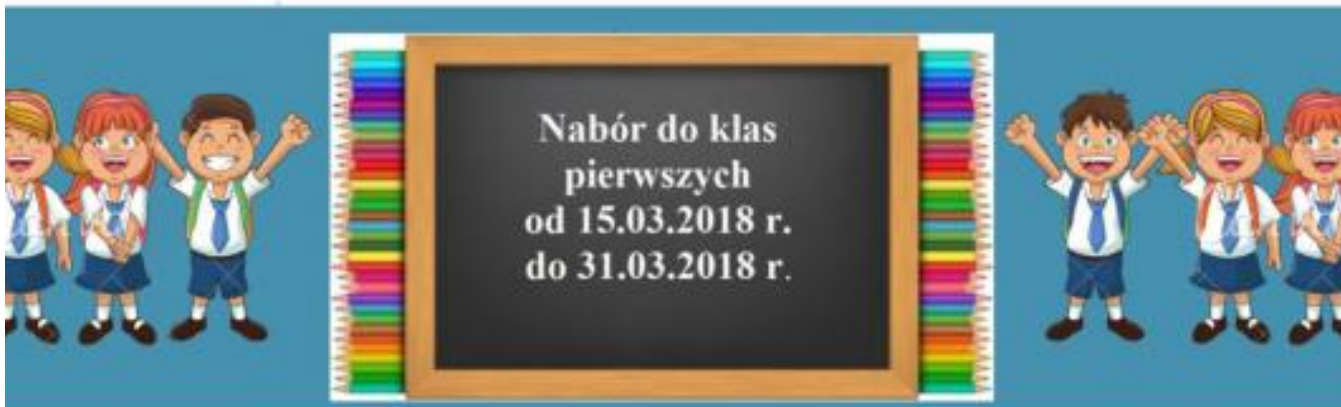 Nabór do klas
pierwszych
od 15.03.2018 r.
do 31.03.2018 r.